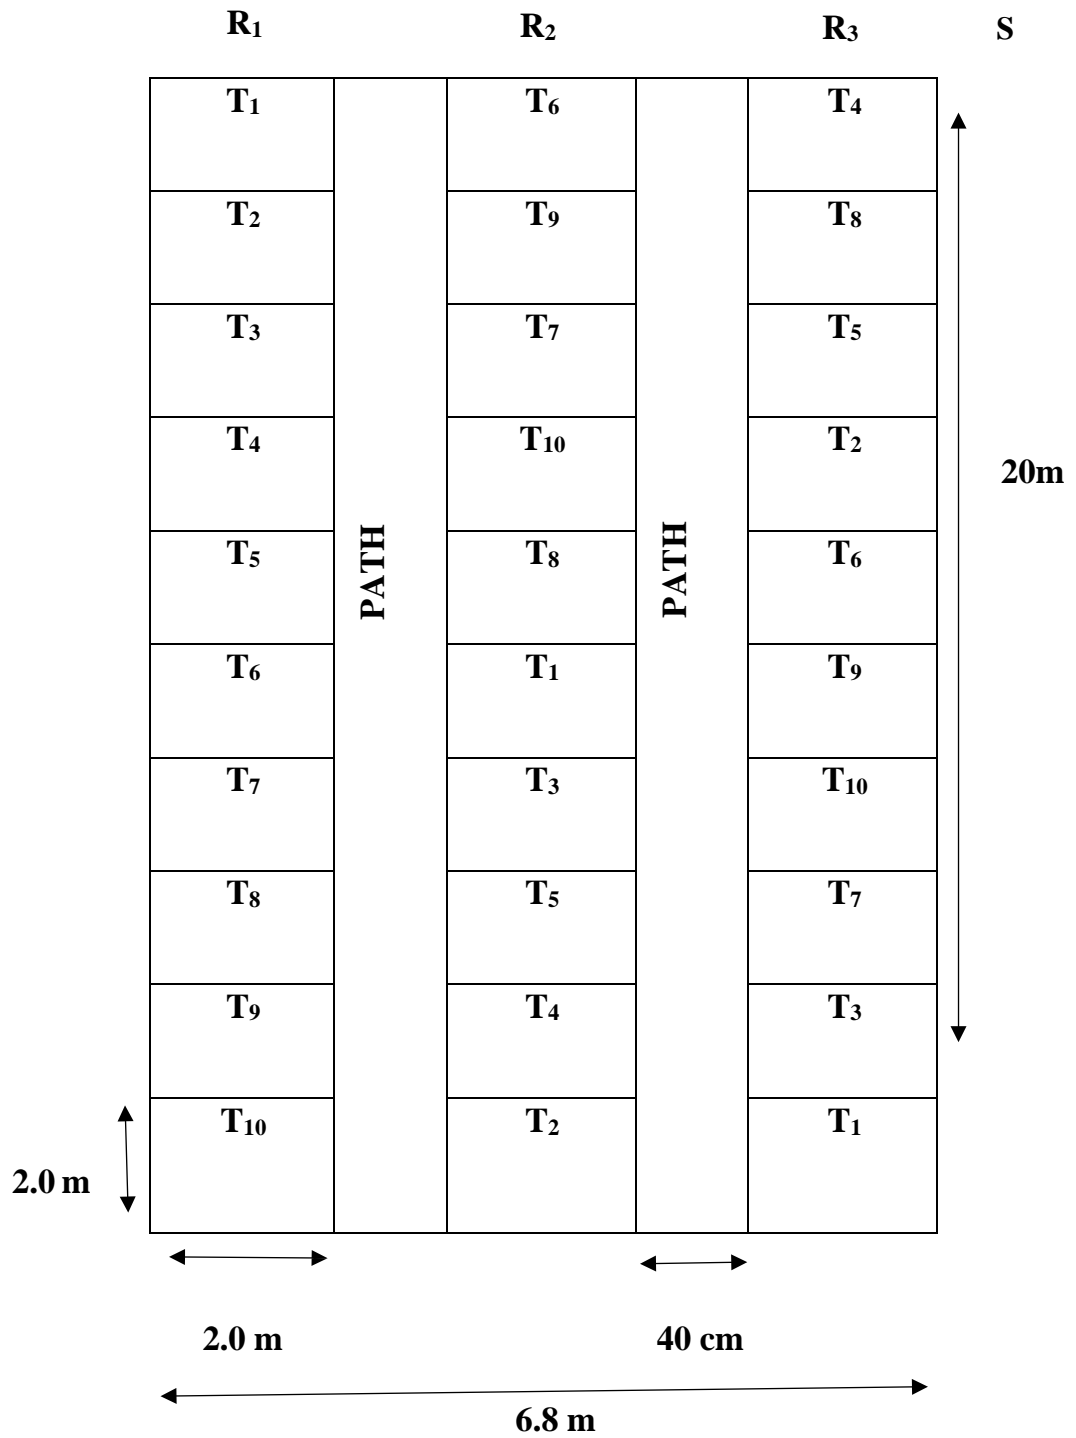 R₁ R₂ R₃ S
T₁ T₆ T₄
T₂ T₉ T₈
T₃ T₇ T₅
T₄ T₁₀ T₂
20m
T₅ PATH T₈ PATH T₆
T₆ T₁ T₉
T₇ T₃ T₁₀
T₈ T₅ T₇
T₉ T₄ T₃
T₁₀ T₂ T₁
2.0 m
2.0 m 40 cm
6.8 m